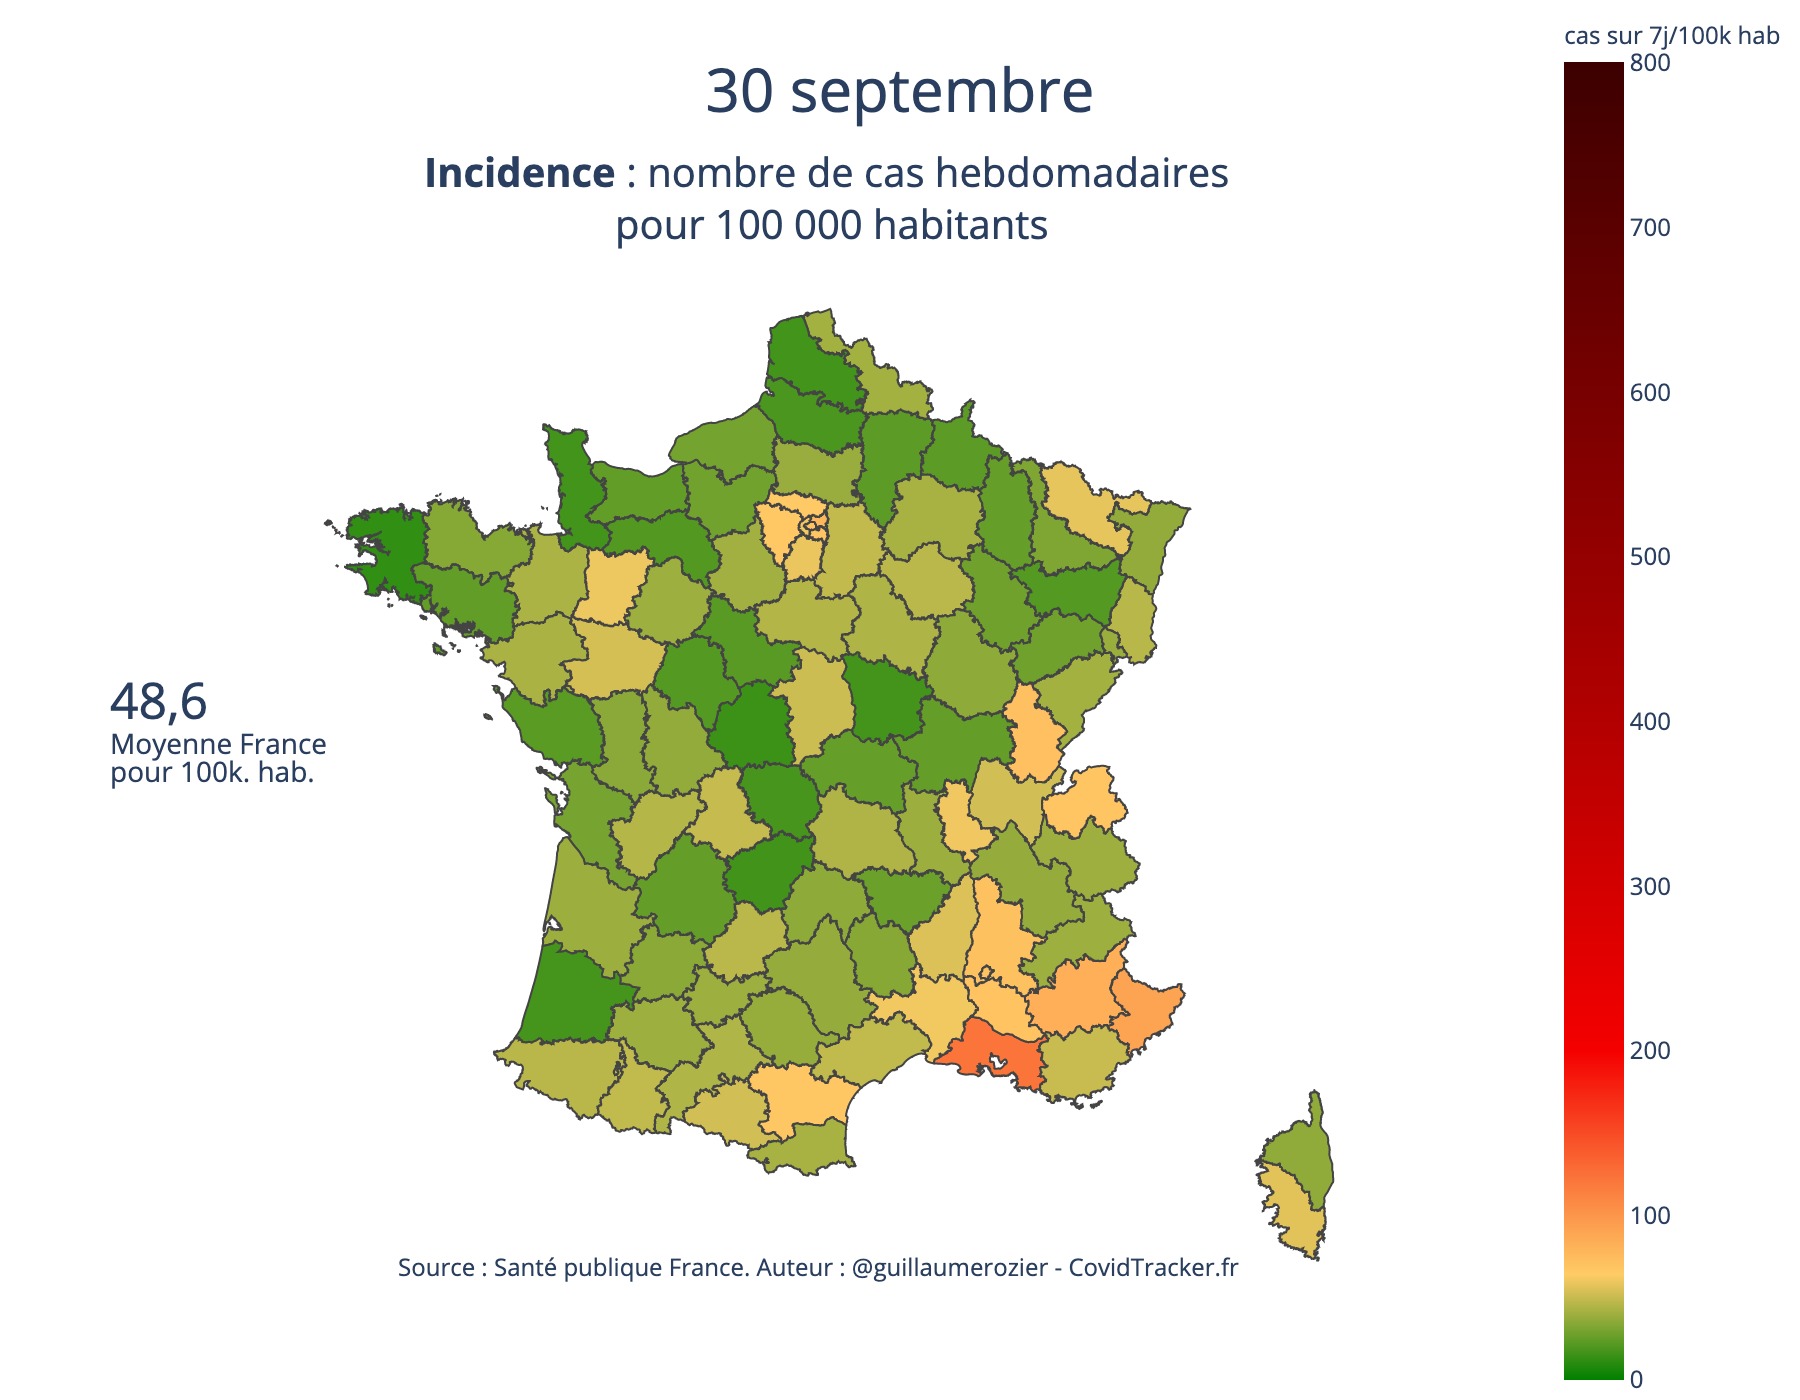 30 septembre
Incidence : nombre de cas hebdomadaires
pour 100 000 habitants
cas sur 7j/100k hab
800
700
600
500
400
300
200
100
0
48,6
Moyenne France
pour 100k. hab.
Source : Santé publique France. Auteur : @guillaumerozier - CovidTracker.fr